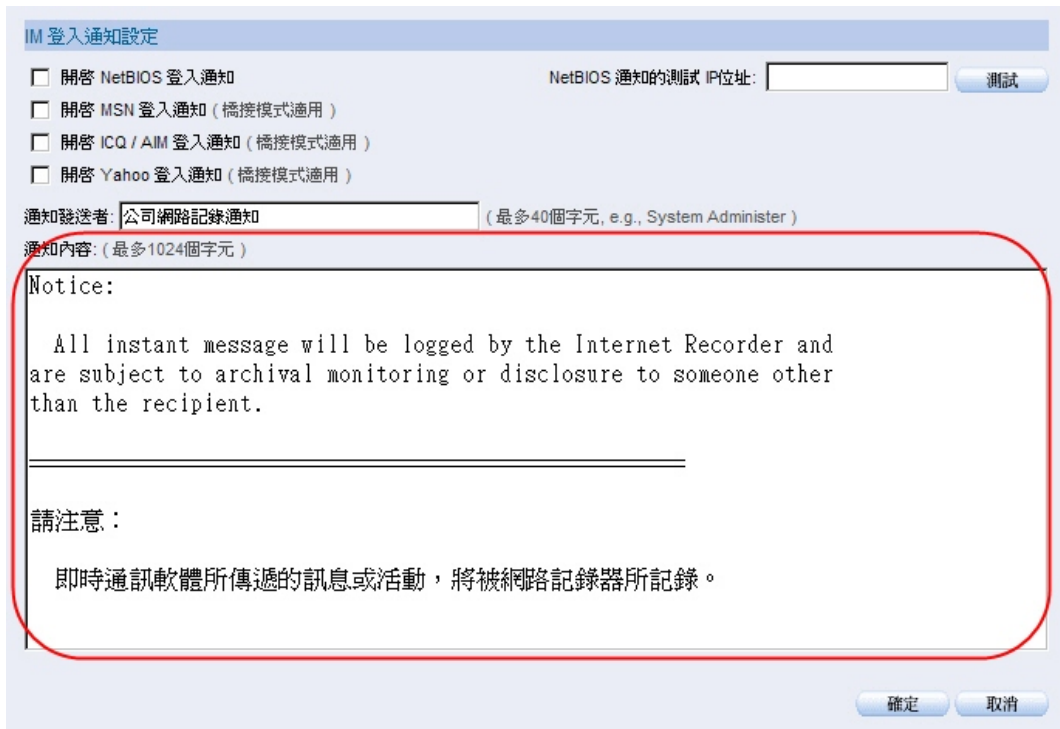 IM 登入通知設定
開啓 NetBIOS 登入通知 NetBIOS 通知的測試 IP位址: 測試
開啓 MSN 登入通知 ( 橋接模式適用 )
開啓 ICQ / AIM 登入通知 ( 橋接模式適用 )
開啓 Yahoo 登入通知 ( 橋接模式適用 )
通知發送者: 公司網路記錄通知 ( 最多40個字元, e.g., System Administer )
通知內容: ( 最多1024個字元 )
Notice:
All instant message will be logged by the Internet Recorder and
are subject to archival monitoring or disclosure to someone other
than the recipient.
請注意：
即時通訊軟體所傳遞的訊息或活動，將被網路記錄器所記錄。
確定 取消